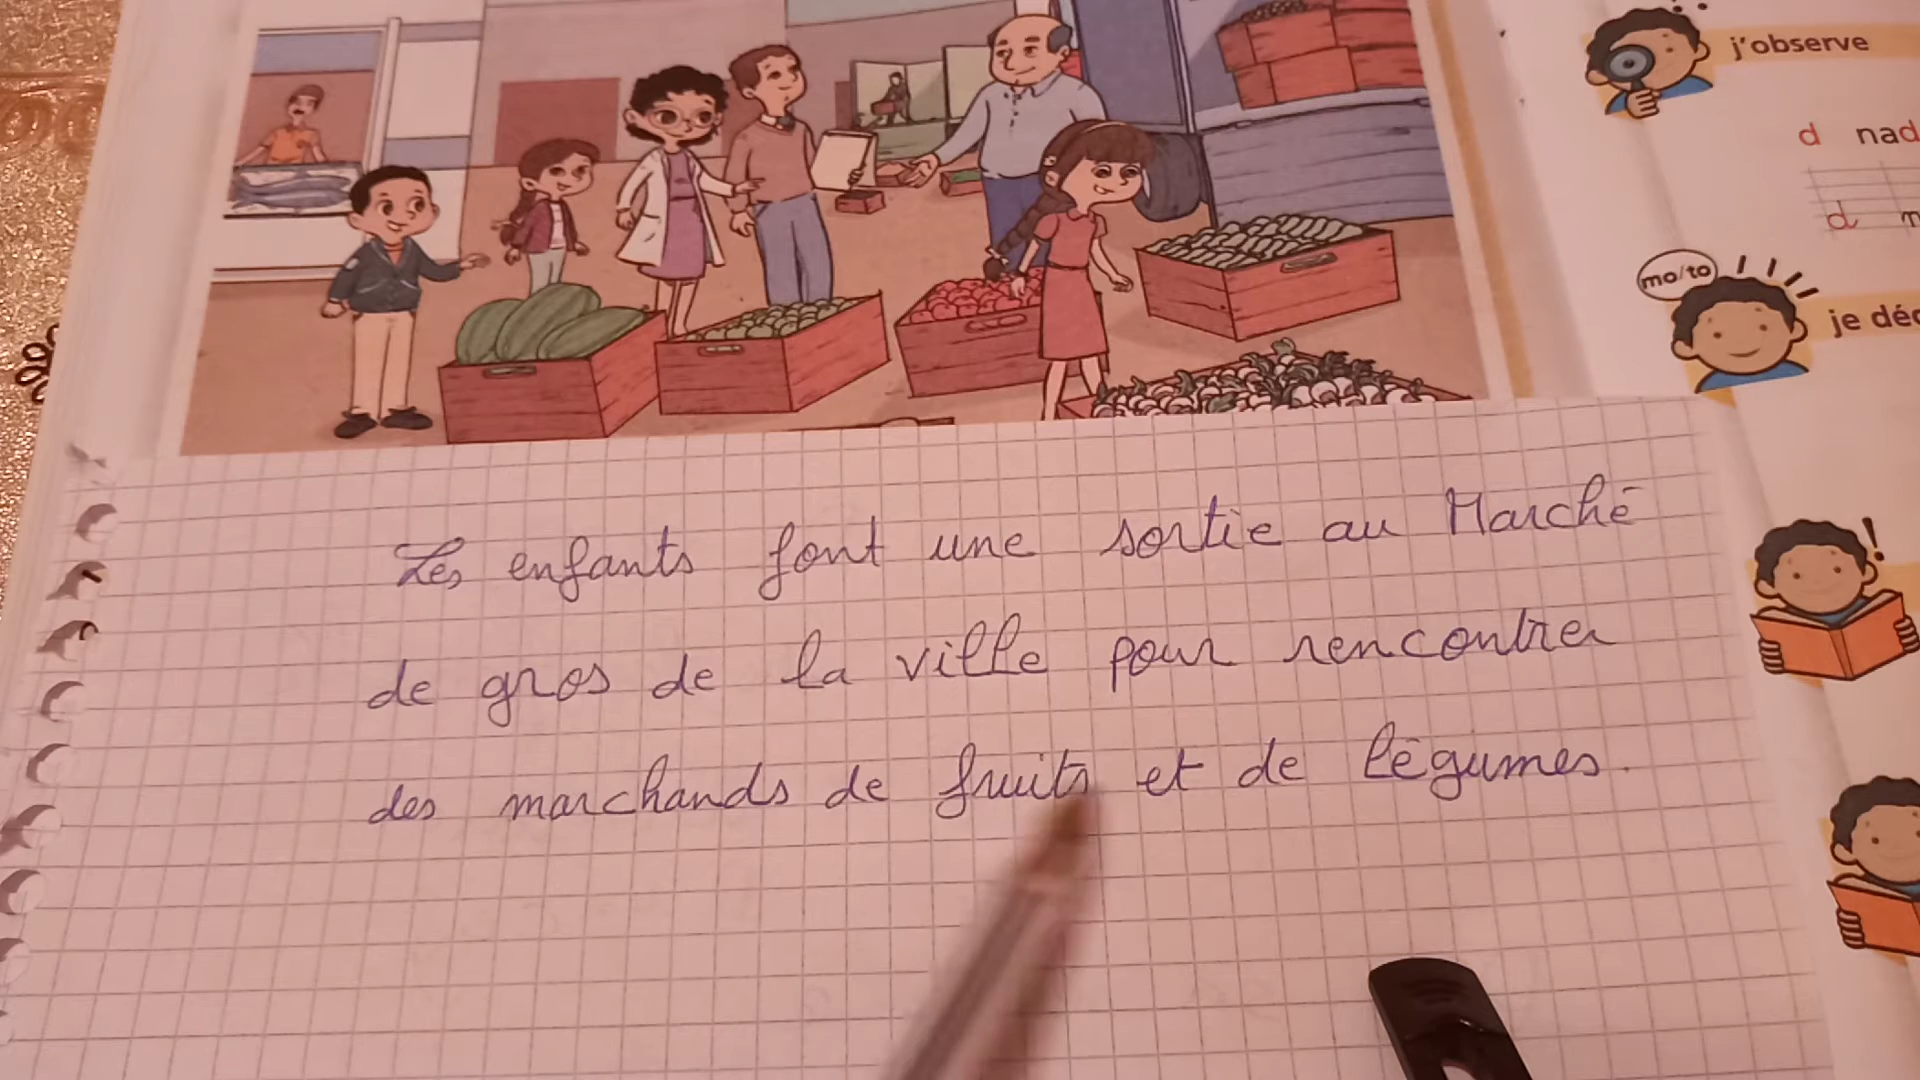 j'observe
d nad
d
mo/to
je déc
Les enfants font une sortie au Marché
de gros de la ville pour rencontrer
des marchands de fruits et de légumes.